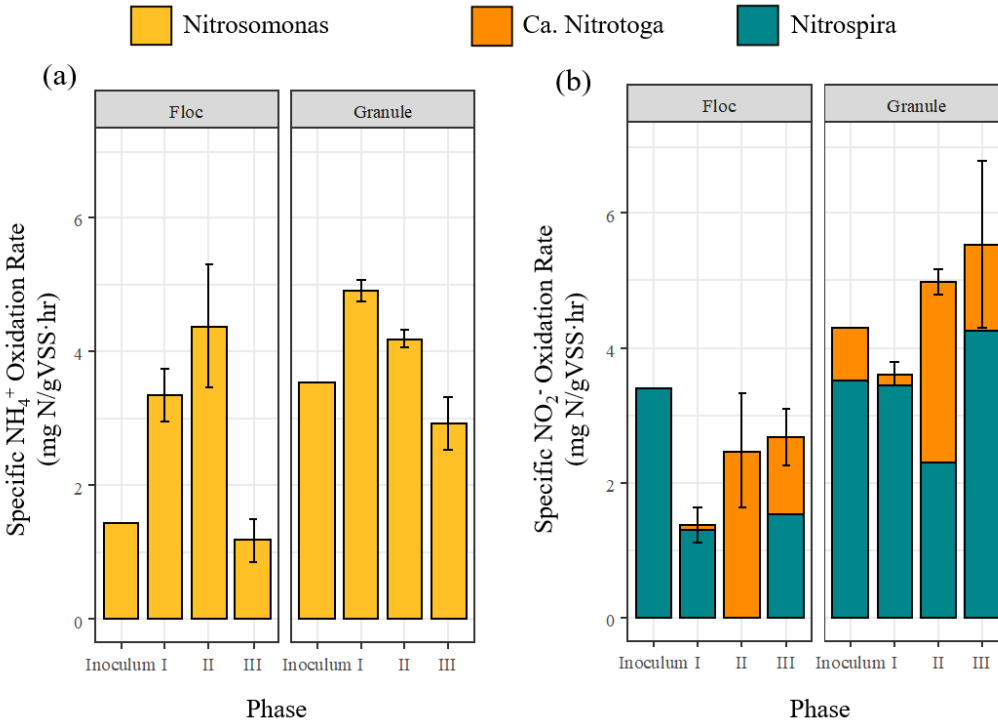 Nitrosomonas Ca. Nitrotoga Nitrospira
(a)
Floc Granule
Specific NH₄⁺ Oxidation Rate
(mg N/gVSS·hr)
6
4
2
0
Inoculum I II III Inoculum I II III
Phase
(b)
Floc Granule
Specific NO₂⁻ Oxidation Rate
(mg N/gVSS·hr)
6
4
2
0
Inoculum I II III Inoculum I II III
Phase